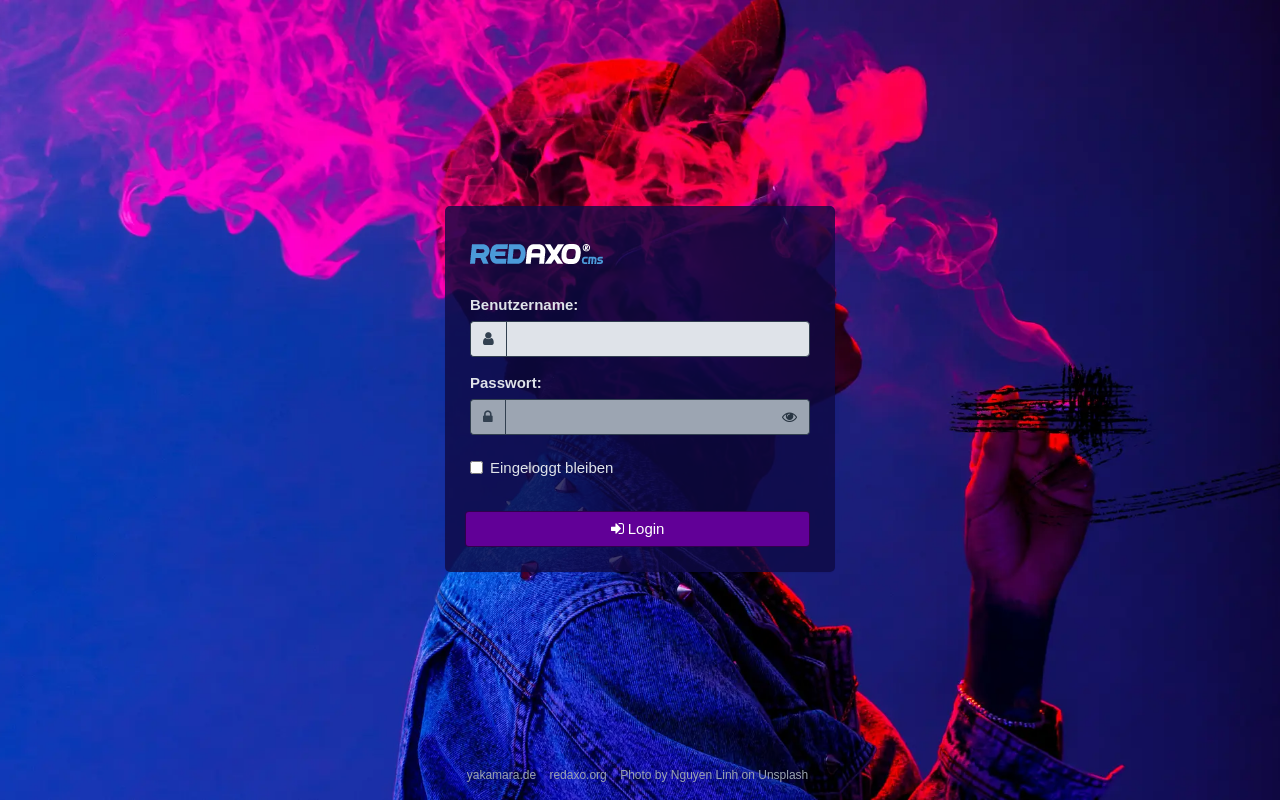 REDAXO® cms
Benutzername:
Passwort:
Eingeloggt bleiben
Login
yakamara.de redaxo.org Photo by Nguyen Linh on Unsplash